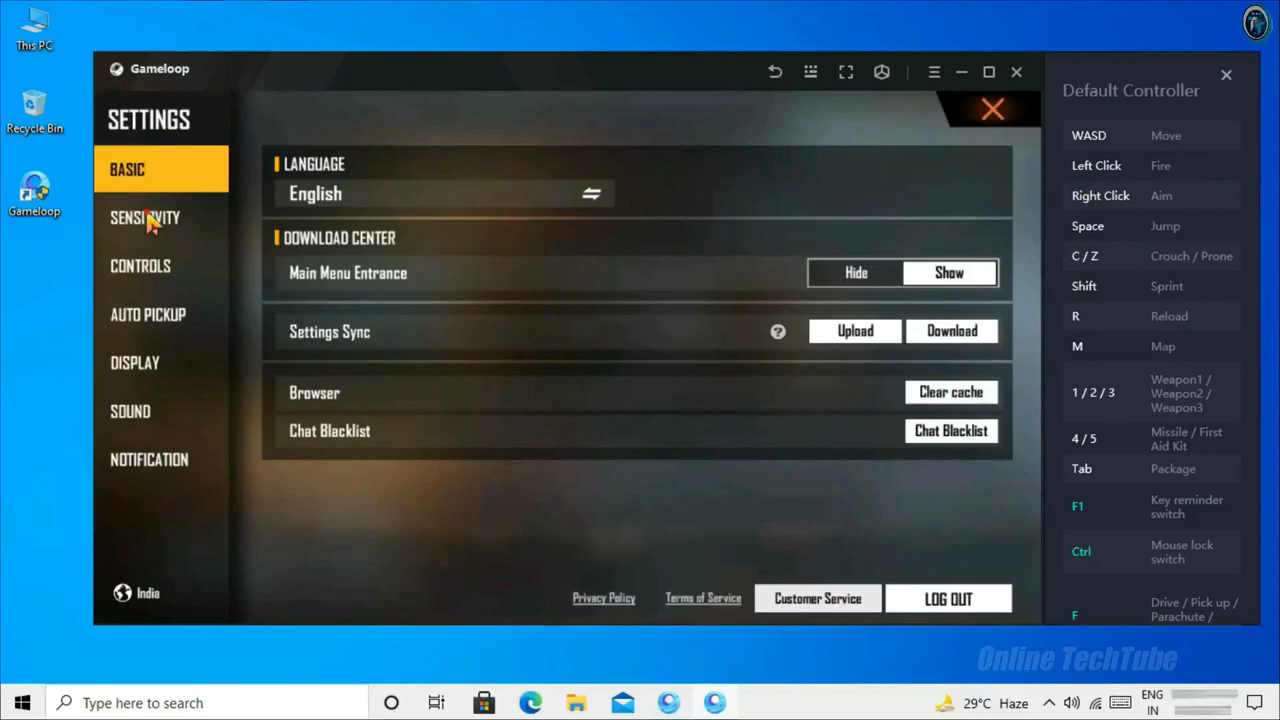 This PC
Recycle Bin
Gameloop
Gameloop
SETTINGS
BASIC
SENSITIVITY
CONTROLS
AUTO PICKUP
DISPLAY
SOUND
NOTIFICATION
India
LANGUAGE
English
DOWNLOAD CENTER
Main Menu Entrance
Hide Show
Settings Sync ? Upload Download
Browser Clear cache
Chat Blacklist Chat Blacklist
Privacy Policy Terms of Service Customer Service LOG OUT
Default Controller
WASD Move
Left Click Fire
Right Click Aim
Space Jump
C / Z Crouch / Prone
Shift Sprint
R Reload
M Map
1 / 2 / 3 Weapon1 /
Weapon2 /
Weapon3
4 / 5 Missile / First
Aid Kit
Tab Package
F1 Key reminder
switch
Ctrl Mouse lock
switch
F Drive / Pick up /
Parachute /
Online TechTube
Type here to search
29°C Haze
ENG
IN